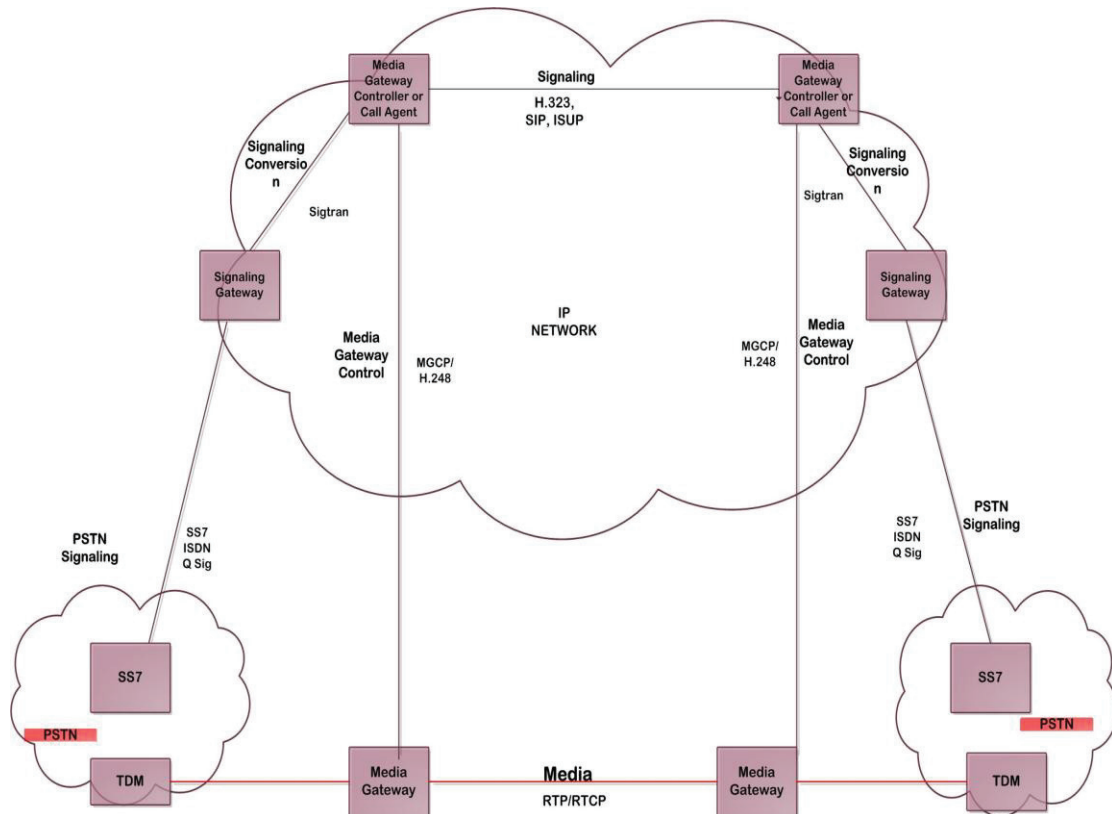 Media
Gateway
Controller or
Call Agent
Signaling
H.323,
SIP, ISUP
Media
Gateway
Controller or
Call Agent
Signaling
Conversio
n
Sigtran
Signaling
Conversio
n
Sigtran
Signaling
Gateway
Signaling
Gateway
IP
NETWORK
Media
Gateway
Control
MGCP/
H.248
MGCP/
H.248
Media
Gateway
Control
PSTN
Signaling
SS7
ISDN
Q Sig
SS7
ISDN
Q Sig
PSTN
Signaling
SS7
PSTN
TDM
Media
Gateway
Media
RTP/RTCP
Media
Gateway
SS7
PSTN
TDM